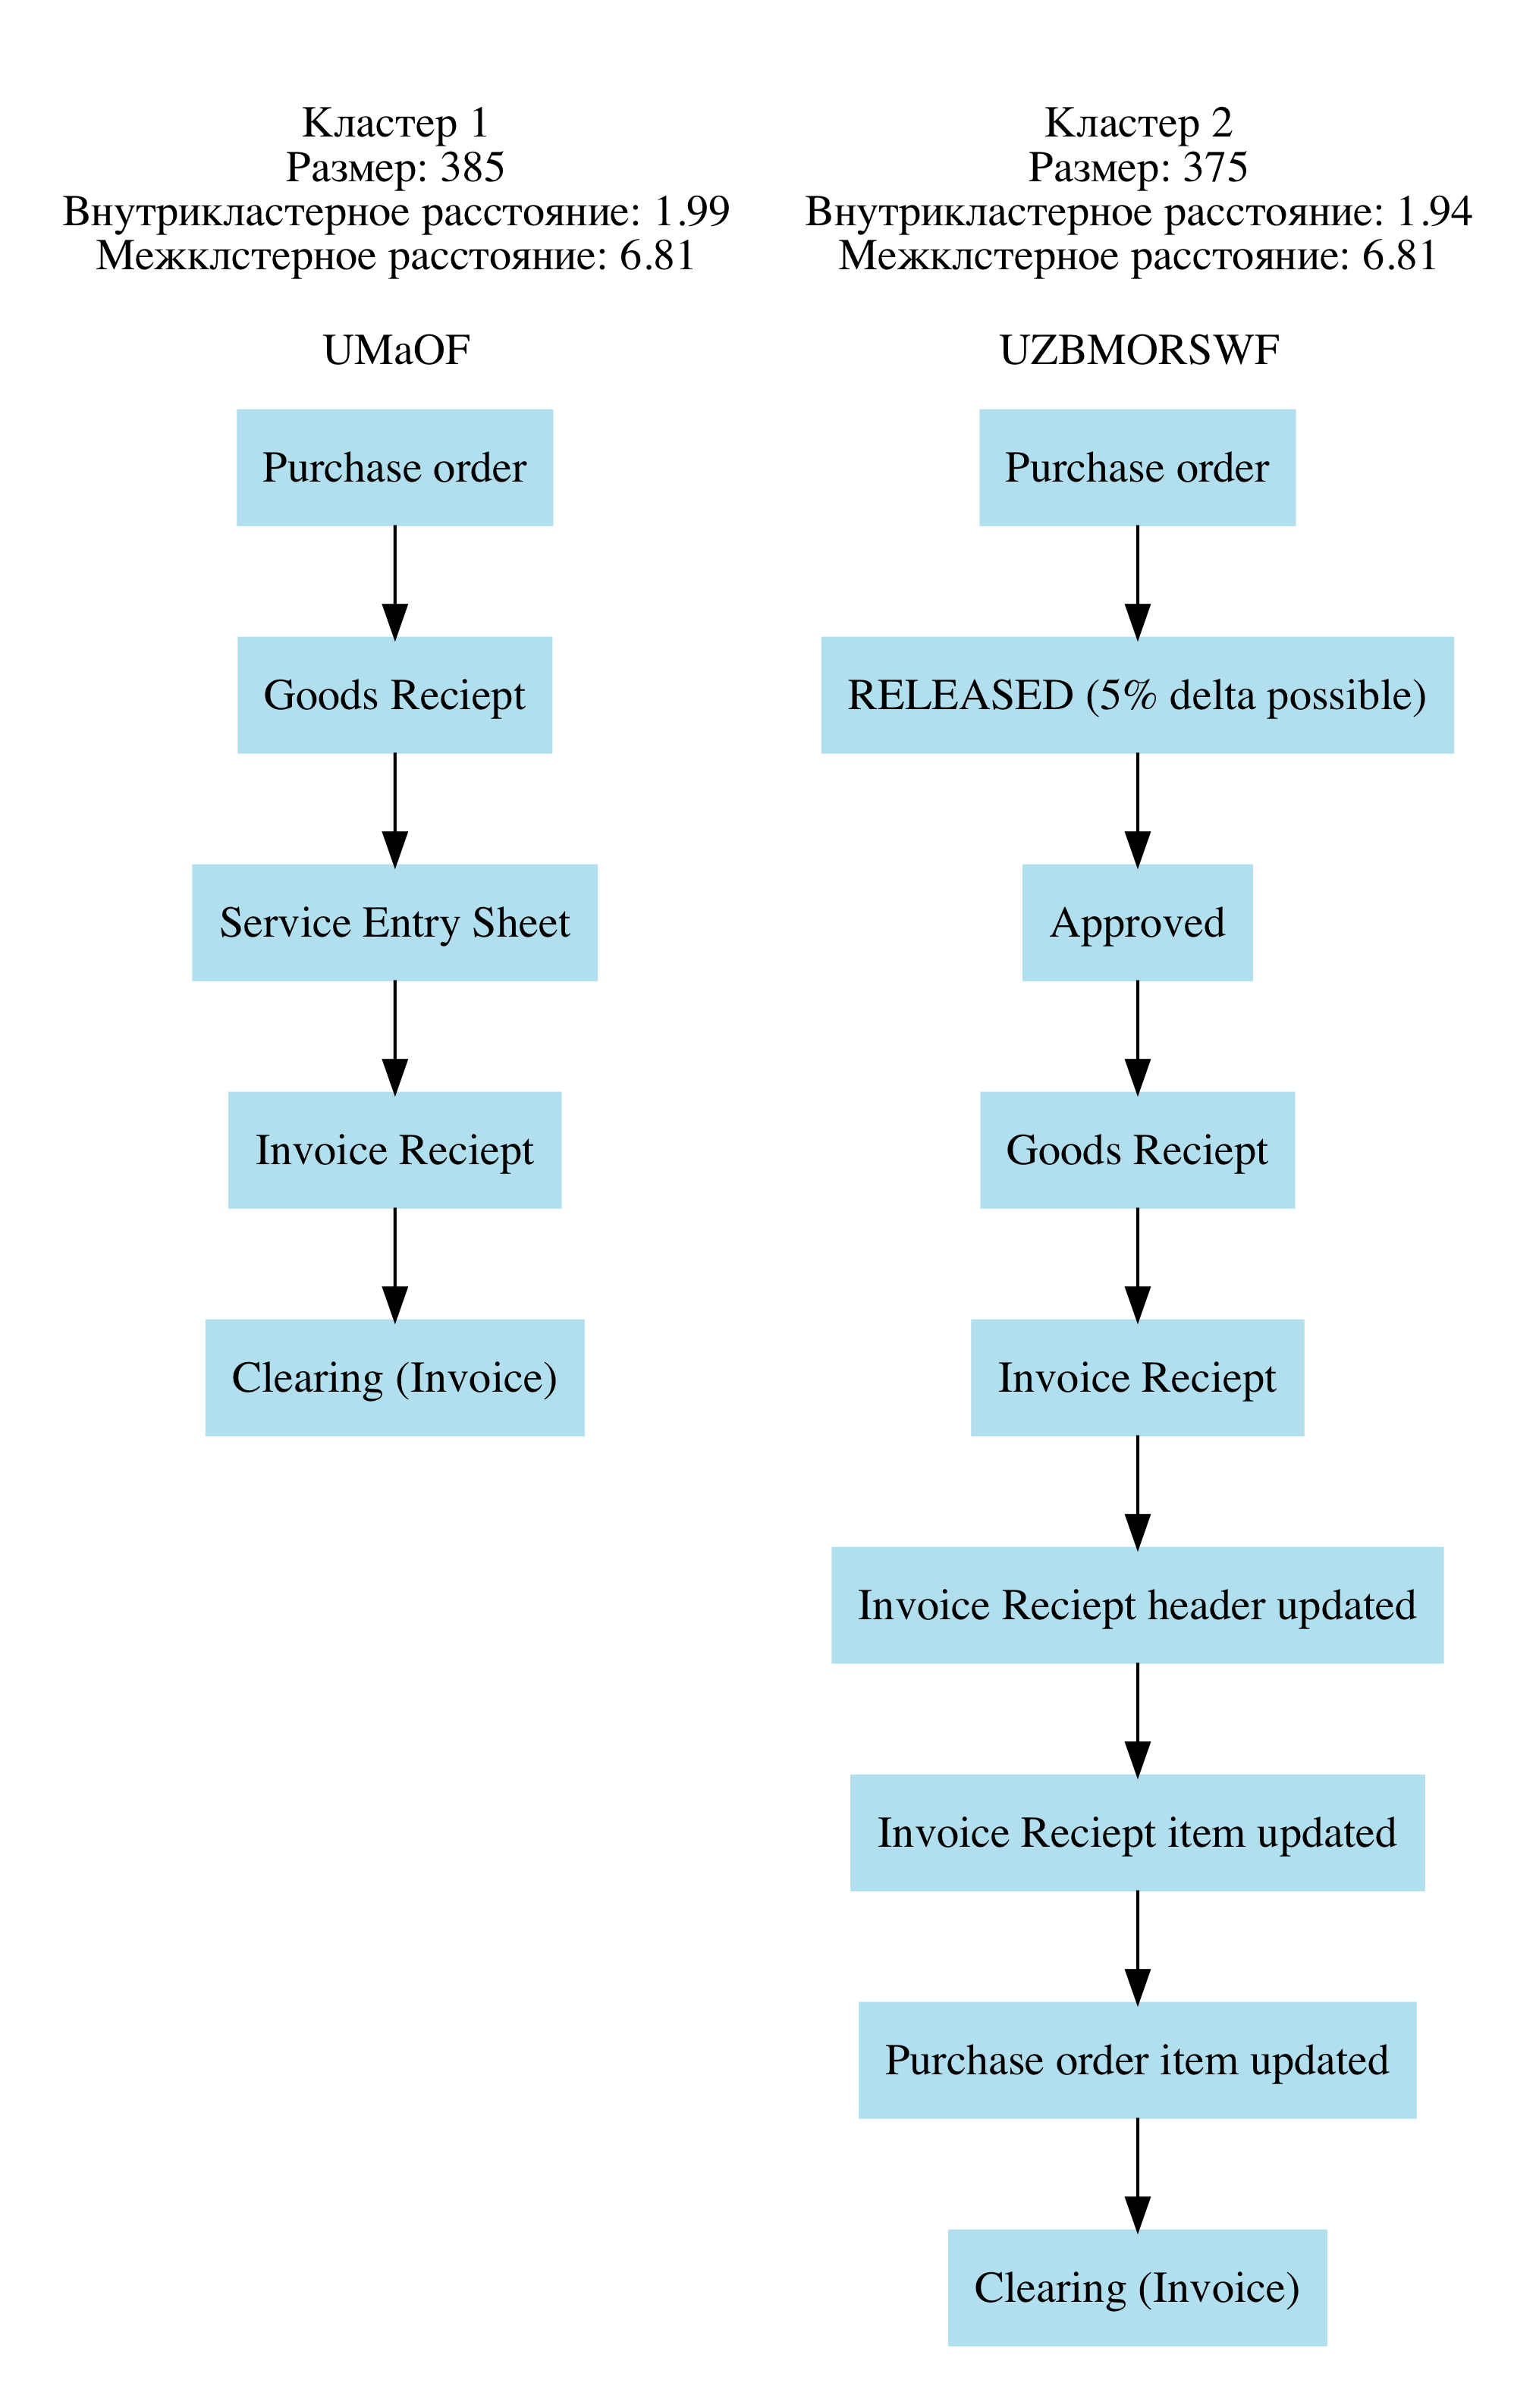 Кластер 1
Размер: 385
Внутрикластерное расстояние: 1.99
Межклстерное расстояние: 6.81
UMaOF
Purchase order
Goods Reciept
Service Entry Sheet
Invoice Reciept
Clearing (Invoice)
Кластер 2
Размер: 375
Внутрикластерное расстояние: 1.94
Межклстерное расстояние: 6.81
UZBMORSWF
Purchase order
RELEASED (5% delta possible)
Approved
Goods Reciept
Invoice Reciept
Invoice Reciept header updated
Invoice Reciept item updated
Purchase order item updated
Clearing (Invoice)